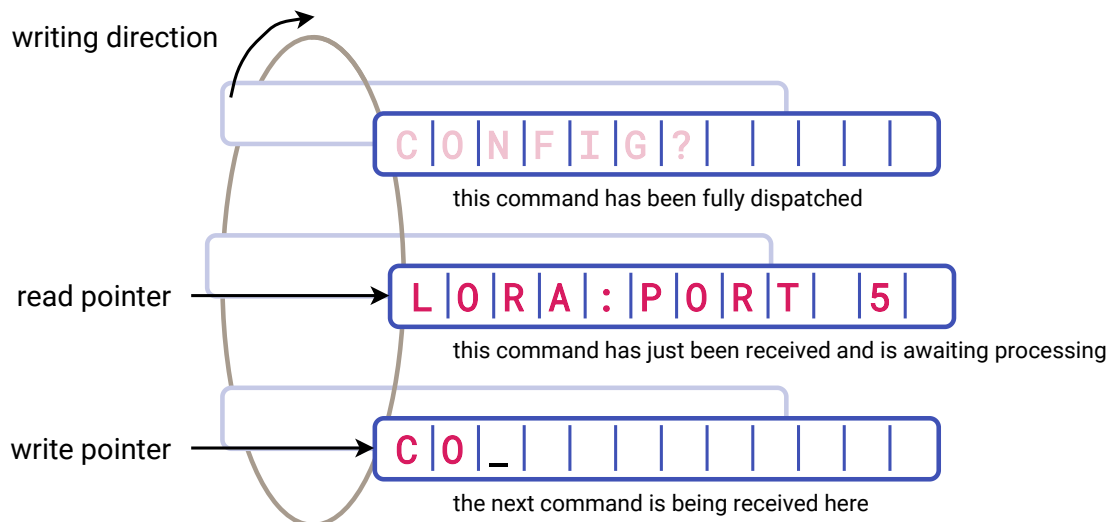 writing direction
CONFIG?
this command has been fully dispatched
read pointer
LORA:PORT 5
this command has just been received and is awaiting processing
write pointer
CO_
the next command is being received here